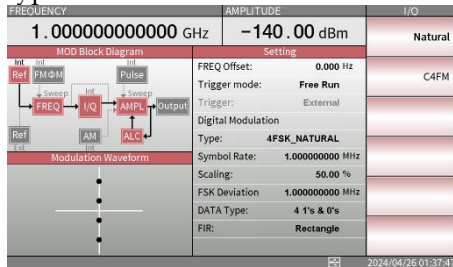 FREQUENCY AMPLITUDE I/Q
1.000000000000 GHz -140.00 dBm
Natural
C4FM
MOD Block Diagram
Int Int Int
Ref FMΦM Pulse
Sweep Int Sweep
FREQ I/Q AMPL Output
Ref AM ALC
Ext Int
Modulation Waveform
Setting
FREQ Offset: 0.000 Hz
Trigger mode: Free Run
Trigger: External
Digital Modulation
Type: 4FSK_NATURAL
Symbol Rate: 1.000000000 MHz
Scaling: 50.00 %
FSK Deviation 1.000000000 MHz
DATA Type: 4 1's & 0's
FIR: Rectangle
2024/04/26 01:37:47